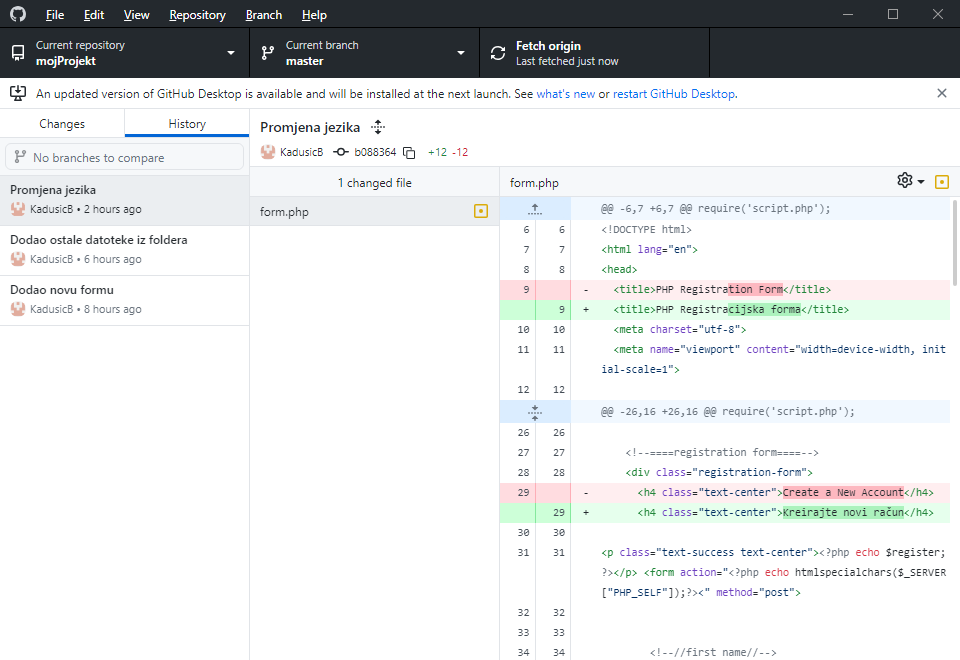 File Edit View Repository Branch Help
Current repository
mojProjekt
Current branch
master
Fetch origin
Last fetched just now
An updated version of GitHub Desktop is available and will be installed at the next launch. See what's new or restart GitHub Desktop.
Changes History
No branches to compare
Promjena jezika
KadusicB • 2 hours ago
Dodao ostale datoteke iz foldera
KadusicB • 6 hours ago
Dodao novu formu
KadusicB • 8 hours ago
Promjena jezika
KadusicB b088364 +12 -12
1 changed file
form.php
form.php
@@ -6,7 +6,7 @@ require('script.php');
6 6 <!DOCTYPE html>
7 7 <html lang="en">
8 8 <head>
9 - <title>PHP Registration Form</title>
9 + <title>PHP Registracijska forma</title>
10 10 <meta charset="utf-8">
11 11 <meta name="viewport" content="width=device-width, init
ial-scale=1">
12 12
@@ -26,16 +26,16 @@ require('script.php');
26 26
27 27 <!--====registration form====-->
28 28 <div class="registration-form">
29 - <h4 class="text-center">Create a New Account</h4>
29 + <h4 class="text-center">Kreirajte novi račun</h4>
30 30
31 31 <p class="text-success text-center"><?php echo $register;
?></p> <form action="<?php echo htmlspecialchars($_SERVER
["PHP_SELF"]);?><" method="post">
32 32
33 33
34 34 <!--//first name//-->